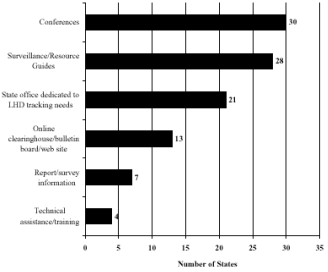 Conferences
30
Surveillance/Resource
Guides
28
State office dedicated to
LHD tracking needs
21
Online
clearinghouse/bulletin
board/web site
13
Report/survey
information
7
Technical
assistance/training
4
0 5 10 15 20 25 30 35
Number of States